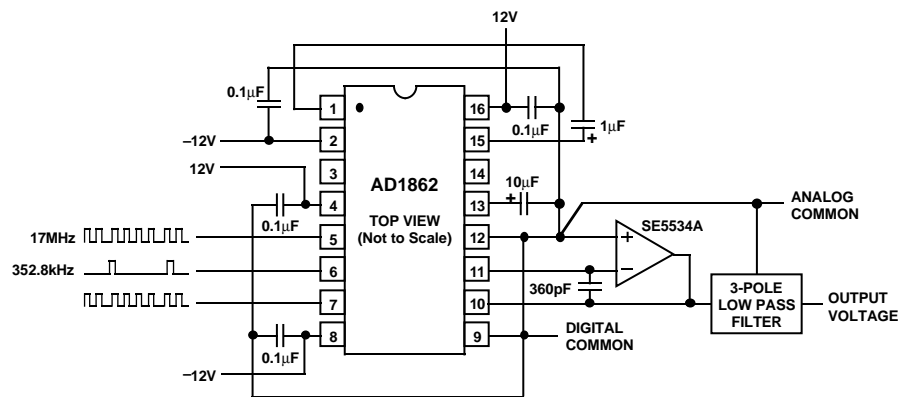 12V
0.1µF
1
16
0.1µF
1µF
+
–12V
2
15
12V
3
14
AD1862
10µF
+
4
13
0.1µF
TOP VIEW
(Not to Scale)
SE5534A
ANALOG
COMMON
17MHz
5
12
+
352.8kHz
6
11
–
360pF
7
10
3-POLE
LOW PASS
FILTER
OUTPUT
VOLTAGE
8
9
0.1µF
DIGITAL
COMMON
–12V